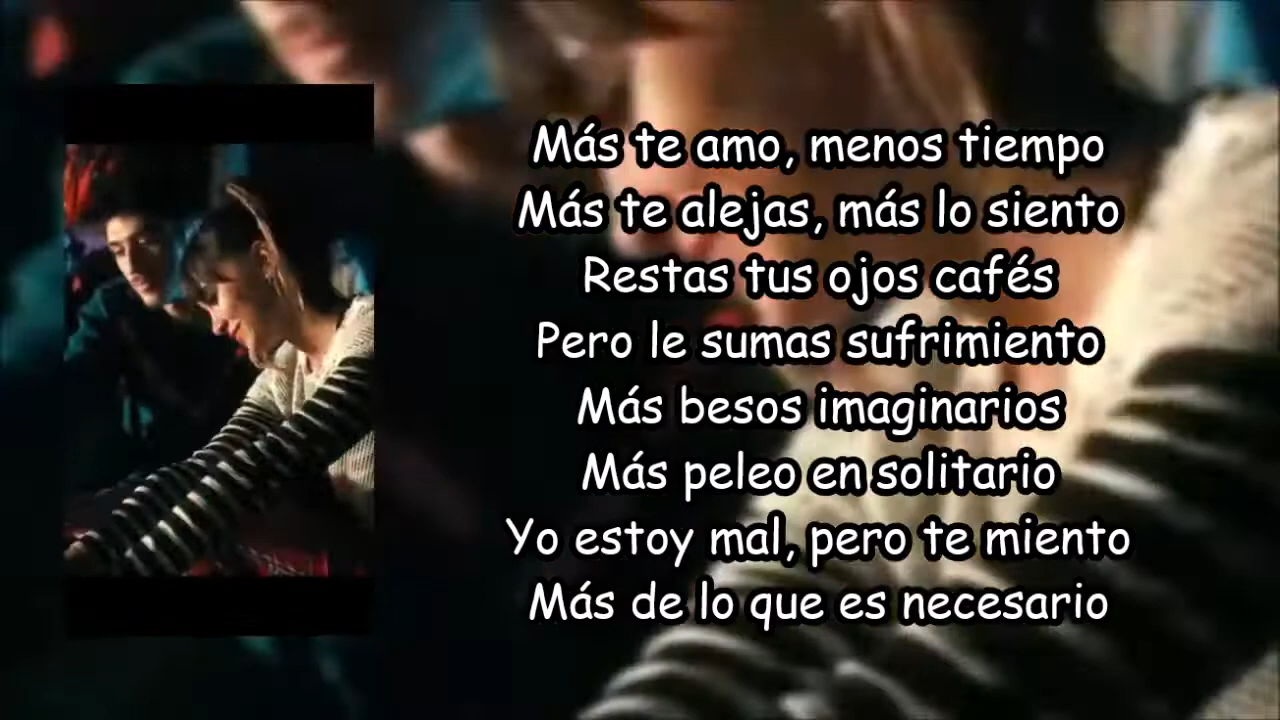 Más te amo, menos tiempo
Más te alejas, más lo siento
Restas tus ojos cafés
Pero le sumas sufrimiento
Más besos imaginarios
Más peleo en solitario
Yo estoy mal, pero te miento
Más de lo que es necesario